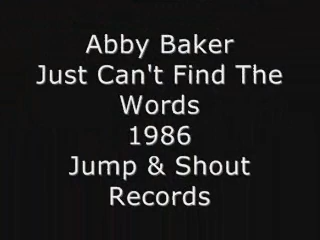 Abby Baker
Just Can't Find The
Words
1986
Jump & Shout
Records